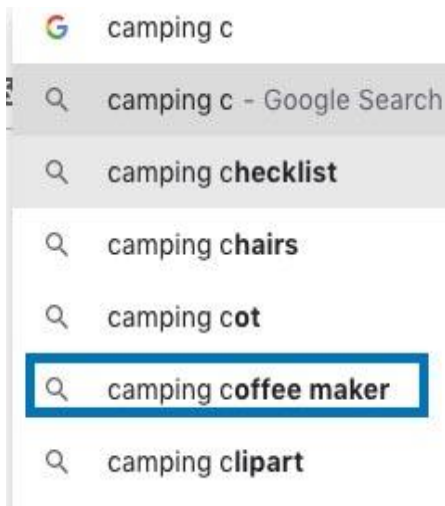 camping c
camping c - Google Search
camping checklist
camping chairs
camping cot
camping coffee maker
camping clipart